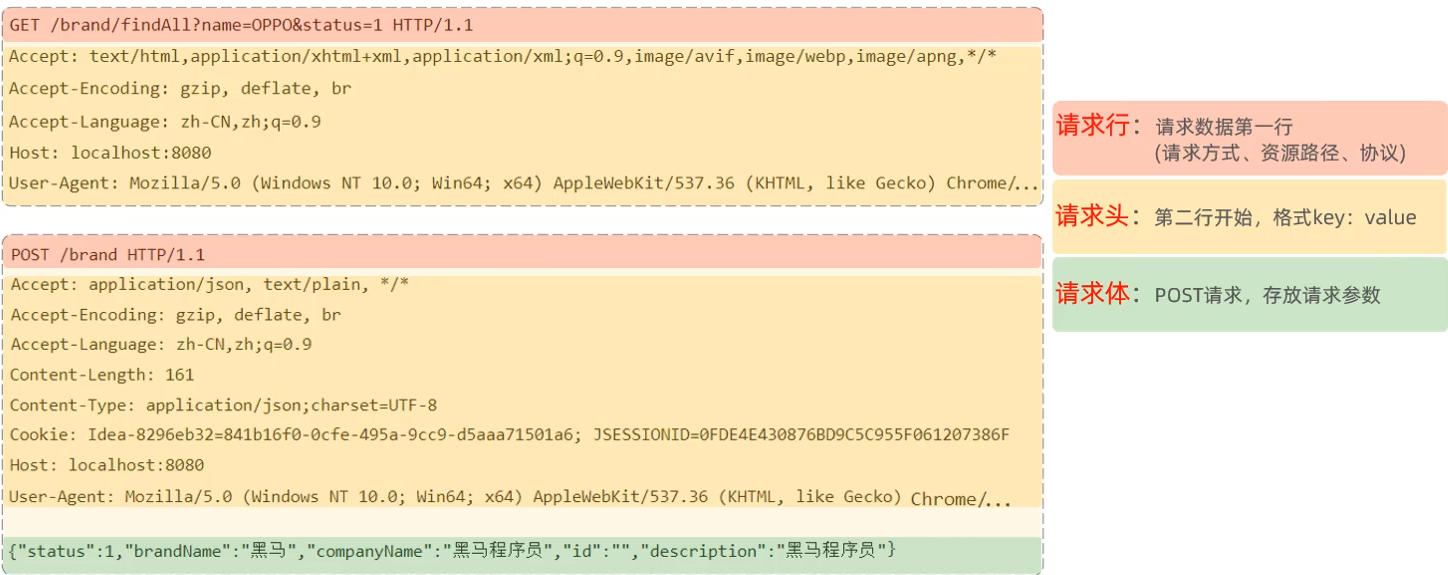 GET /brand/findAll?name=OPPO&status=1 HTTP/1.1
Accept: text/html,application/xhtml+xml,application/xml;q=0.9,image/avif,image/webp,image/apng,*/*
Accept-Encoding: gzip, deflate, br
Accept-Language: zh-CN,zh;q=0.9
Host: localhost:8080
User-Agent: Mozilla/5.0 (Windows NT 10.0; Win64; x64) AppleWebKit/537.36 (KHTML, like Gecko) Chrome/...
POST /brand HTTP/1.1
Accept: application/json, text/plain, */*
Accept-Encoding: gzip, deflate, br
Accept-Language: zh-CN,zh;q=0.9
Content-Length: 161
Content-Type: application/json;charset=UTF-8
Cookie: Idea-8296eb32=841b16f0-0cfe-495a-9cc9-d5aaa71501a6; JSESSIONID=0FDE4E430876BD9C5C955F061207386F
Host: localhost:8080
User-Agent: Mozilla/5.0 (Windows NT 10.0; Win64; x64) AppleWebKit/537.36 (KHTML, like Gecko) Chrome/...
{"status":1,"brandName":"黑马","companyName":"黑马程序员","id":"","description":"黑马程序员"}
请求行：请求数据第一行
(请求方式、资源路径、协议)
请求头：第二行开始，格式key：value
请求体：POST请求，存放请求参数